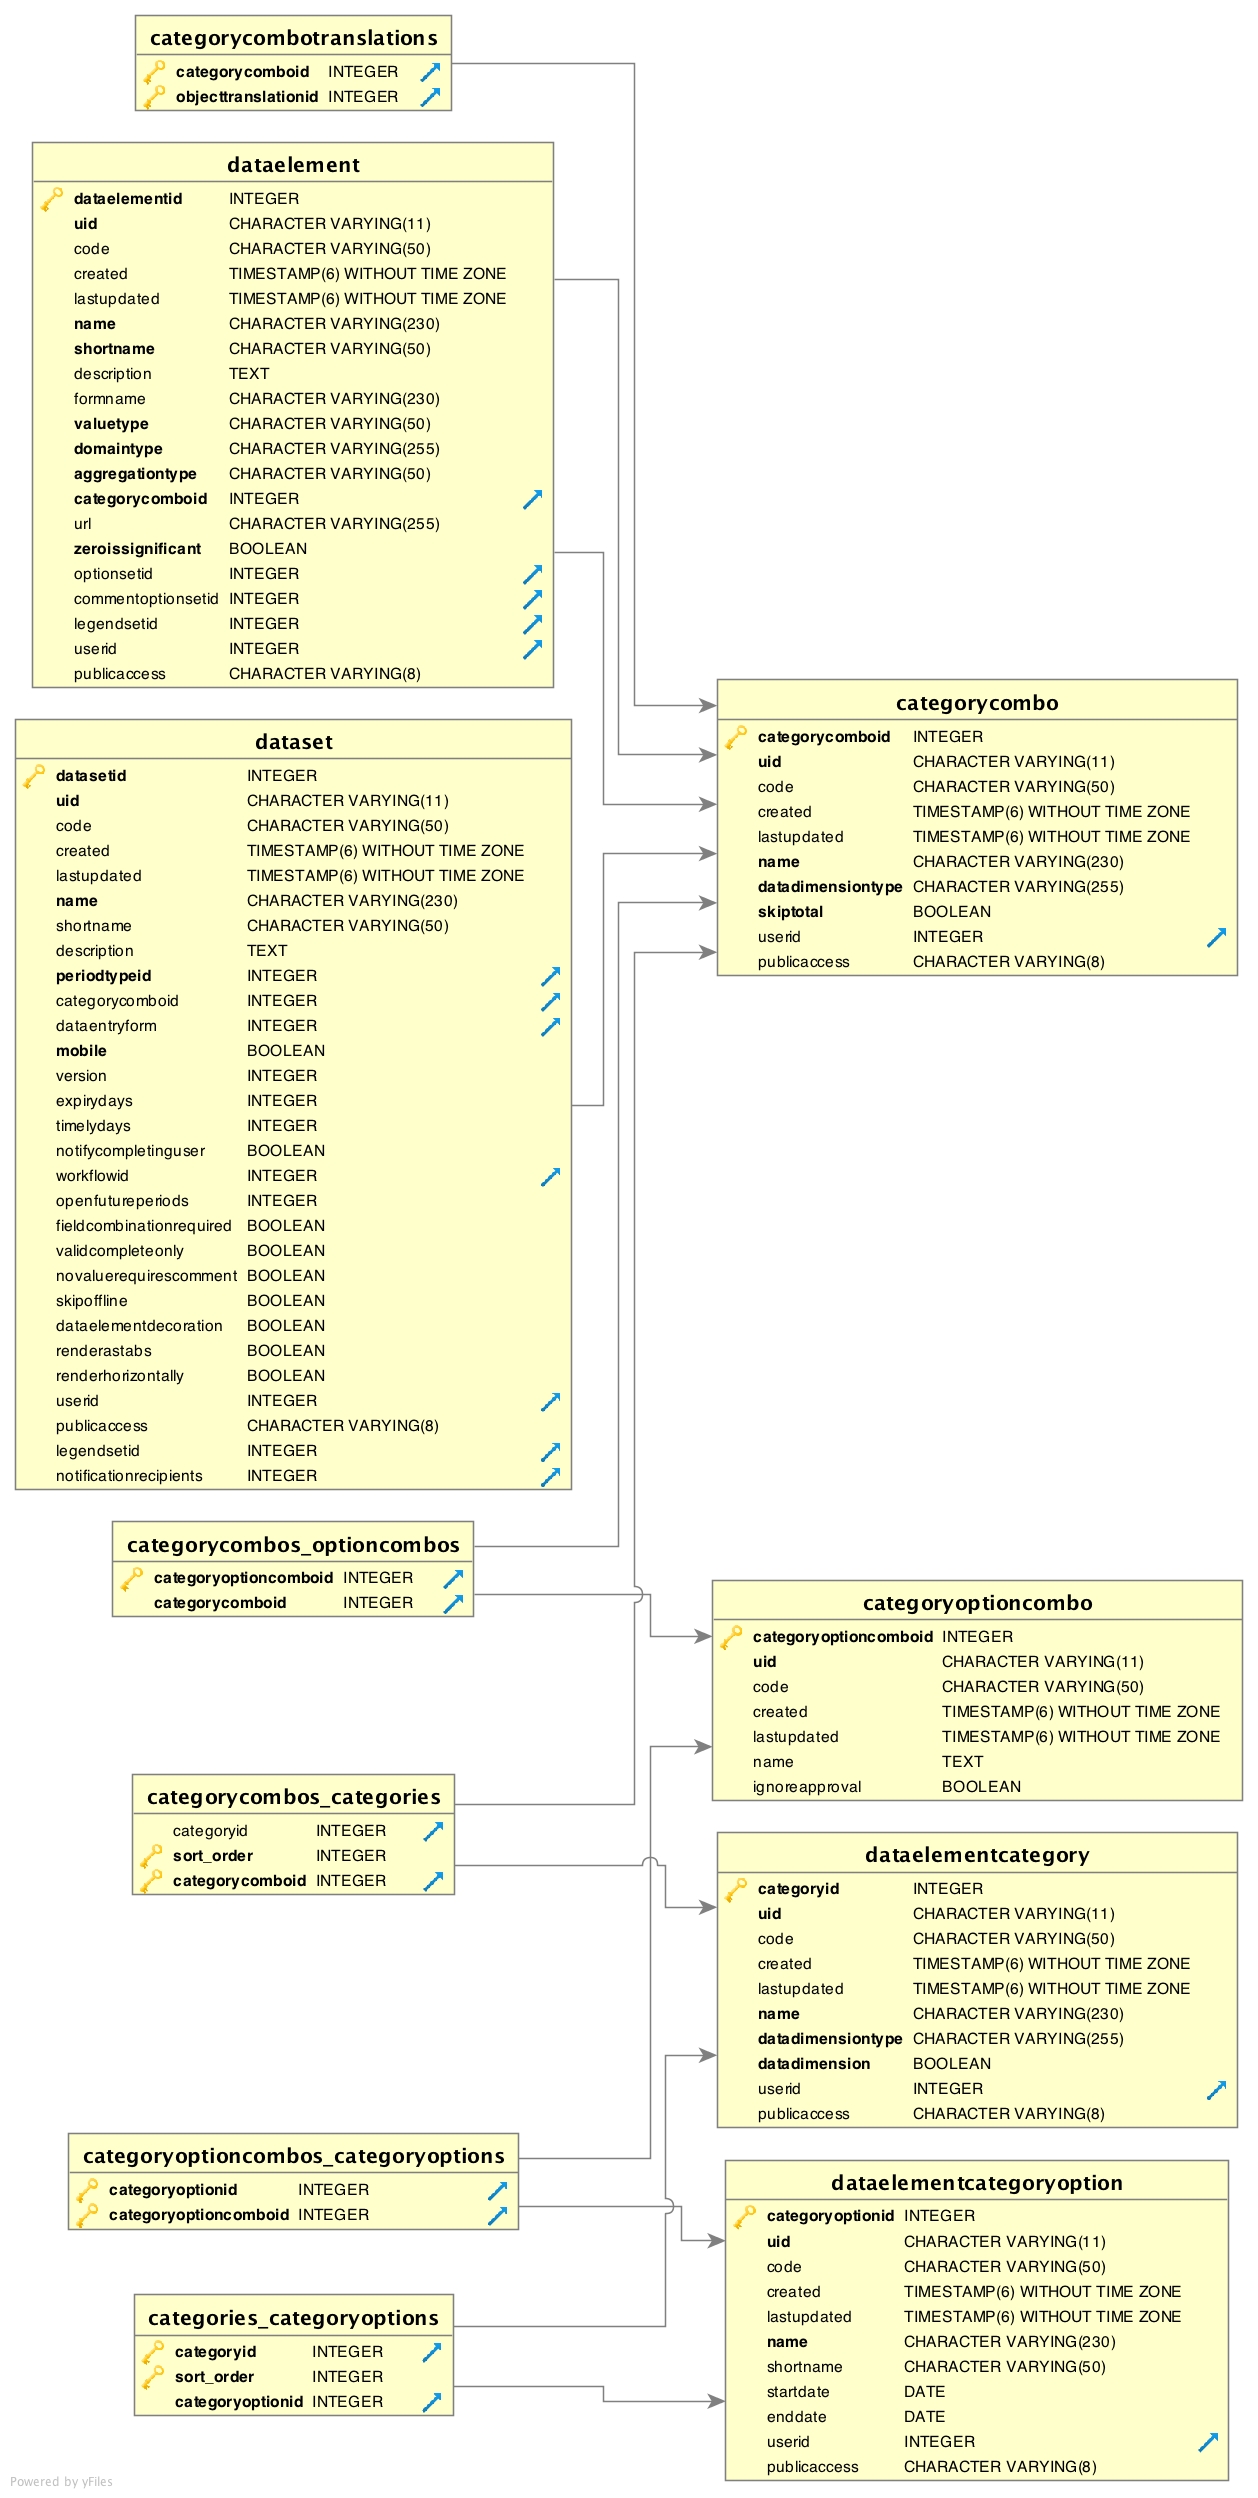 categorycombotranslations
categorycomboid INTEGER
objecttranslationid INTEGER
dataelement
dataelementid INTEGER
uid CHARACTER VARYING(11)
code CHARACTER VARYING(50)
created TIMESTAMP(6) WITHOUT TIME ZONE
lastupdated TIMESTAMP(6) WITHOUT TIME ZONE
name CHARACTER VARYING(230)
shortname CHARACTER VARYING(50)
description TEXT
formname CHARACTER VARYING(230)
valuetype CHARACTER VARYING(50)
domaintype CHARACTER VARYING(255)
aggregationtype CHARACTER VARYING(50)
categorycomboid INTEGER
url CHARACTER VARYING(255)
zeroissignificant BOOLEAN
optionsetid INTEGER
commentoptionsetid INTEGER
legendsetid INTEGER
userid INTEGER
publicaccess CHARACTER VARYING(8)
categorycombo
categorycomboid INTEGER
uid CHARACTER VARYING(11)
code CHARACTER VARYING(50)
created TIMESTAMP(6) WITHOUT TIME ZONE
lastupdated TIMESTAMP(6) WITHOUT TIME ZONE
name CHARACTER VARYING(230)
datadimensiontype CHARACTER VARYING(255)
skiptotal BOOLEAN
userid INTEGER
publicaccess CHARACTER VARYING(8)
dataset
datasetid INTEGER
uid CHARACTER VARYING(11)
code CHARACTER VARYING(50)
created TIMESTAMP(6) WITHOUT TIME ZONE
lastupdated TIMESTAMP(6) WITHOUT TIME ZONE
name CHARACTER VARYING(230)
shortname CHARACTER VARYING(50)
description TEXT
periodtypeid INTEGER
categorycomboid INTEGER
dataentryform INTEGER
mobile BOOLEAN
version INTEGER
expirydays INTEGER
timelydays INTEGER
notifycompletinguser BOOLEAN
workflowid INTEGER
openfutureperiods INTEGER
fieldcombinationrequired BOOLEAN
validcompleteonly BOOLEAN
novaluerequirescomment BOOLEAN
skipoffline BOOLEAN
dataelementdecoration BOOLEAN
renderastabs BOOLEAN
renderhorizontally BOOLEAN
userid INTEGER
publicaccess CHARACTER VARYING(8)
legendsetid INTEGER
notificationrecipients INTEGER
categorycombos_optioncombos
categoryoptioncomboid INTEGER
categorycomboid INTEGER
categoryoptioncombo
categoryoptioncomboid INTEGER
uid CHARACTER VARYING(11)
code CHARACTER VARYING(50)
created TIMESTAMP(6) WITHOUT TIME ZONE
lastupdated TIMESTAMP(6) WITHOUT TIME ZONE
name TEXT
ignoreapproval BOOLEAN
categorycombos_categories
categoryid INTEGER
sort_order INTEGER
categorycomboid INTEGER
dataelementcategory
categoryid INTEGER
uid CHARACTER VARYING(11)
code CHARACTER VARYING(50)
created TIMESTAMP(6) WITHOUT TIME ZONE
lastupdated TIMESTAMP(6) WITHOUT TIME ZONE
name CHARACTER VARYING(230)
datadimensiontype CHARACTER VARYING(255)
datadimension BOOLEAN
userid INTEGER
publicaccess CHARACTER VARYING(8)
categoryoptioncombos_categoryoptions
categoryoptionid INTEGER
categoryoptioncomboid INTEGER
dataelementcategoryoption
categoryoptionid INTEGER
uid CHARACTER VARYING(11)
code CHARACTER VARYING(50)
created TIMESTAMP(6) WITHOUT TIME ZONE
lastupdated TIMESTAMP(6) WITHOUT TIME ZONE
name CHARACTER VARYING(230)
shortname CHARACTER VARYING(50)
startdate DATE
enddate DATE
userid INTEGER
publicaccess CHARACTER VARYING(8)
categories_categoryoptions
categoryid INTEGER
sort_order INTEGER
categoryoptionid INTEGER
Powered by yFiles